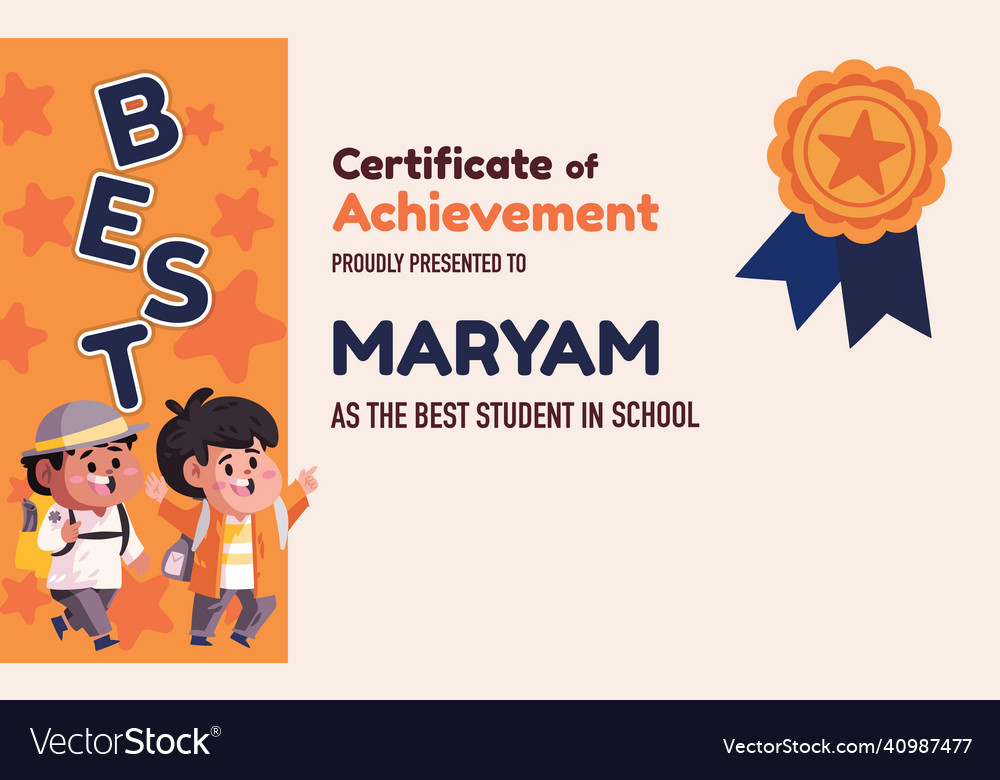 BEST
Certificate of
Achievement
PROUDLY PRESENTED TO
MARYAM
AS THE BEST STUDENT IN SCHOOL
VectorStock®
VectorStock.com/40987477